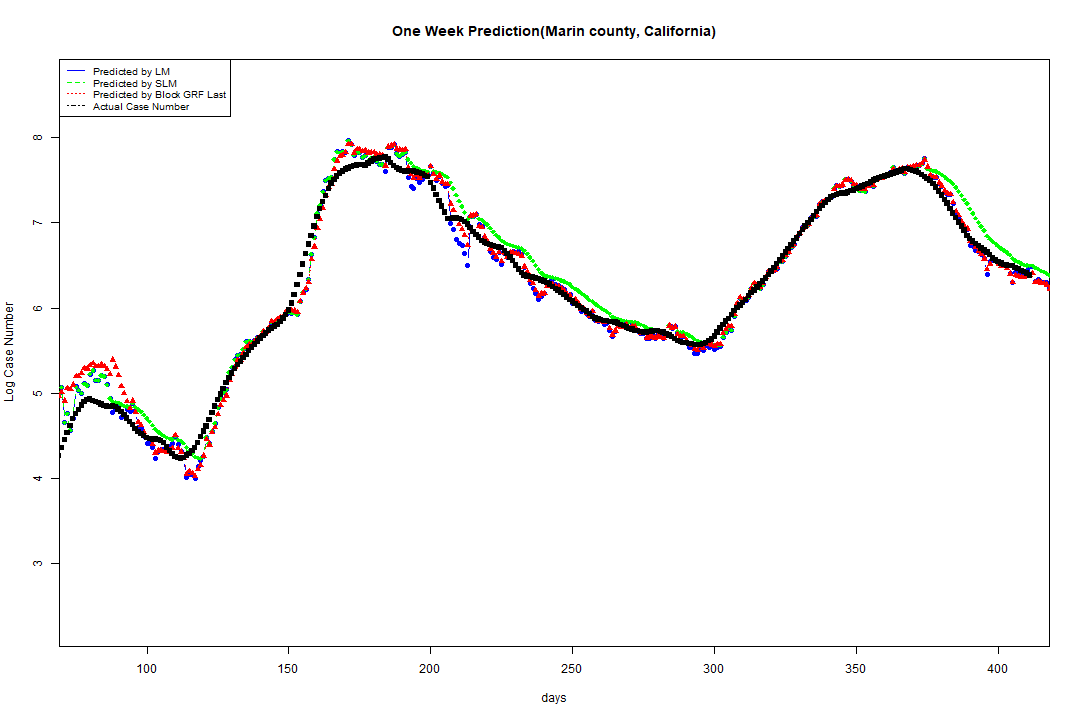 One Week Prediction(Marin county, California)
Predicted by LM
Predicted by SLM
Predicted by Block GRF Last
Actual Case Number
Log Case Number
8
7
6
5
4
3
100 150 200 250 300 350 400
days